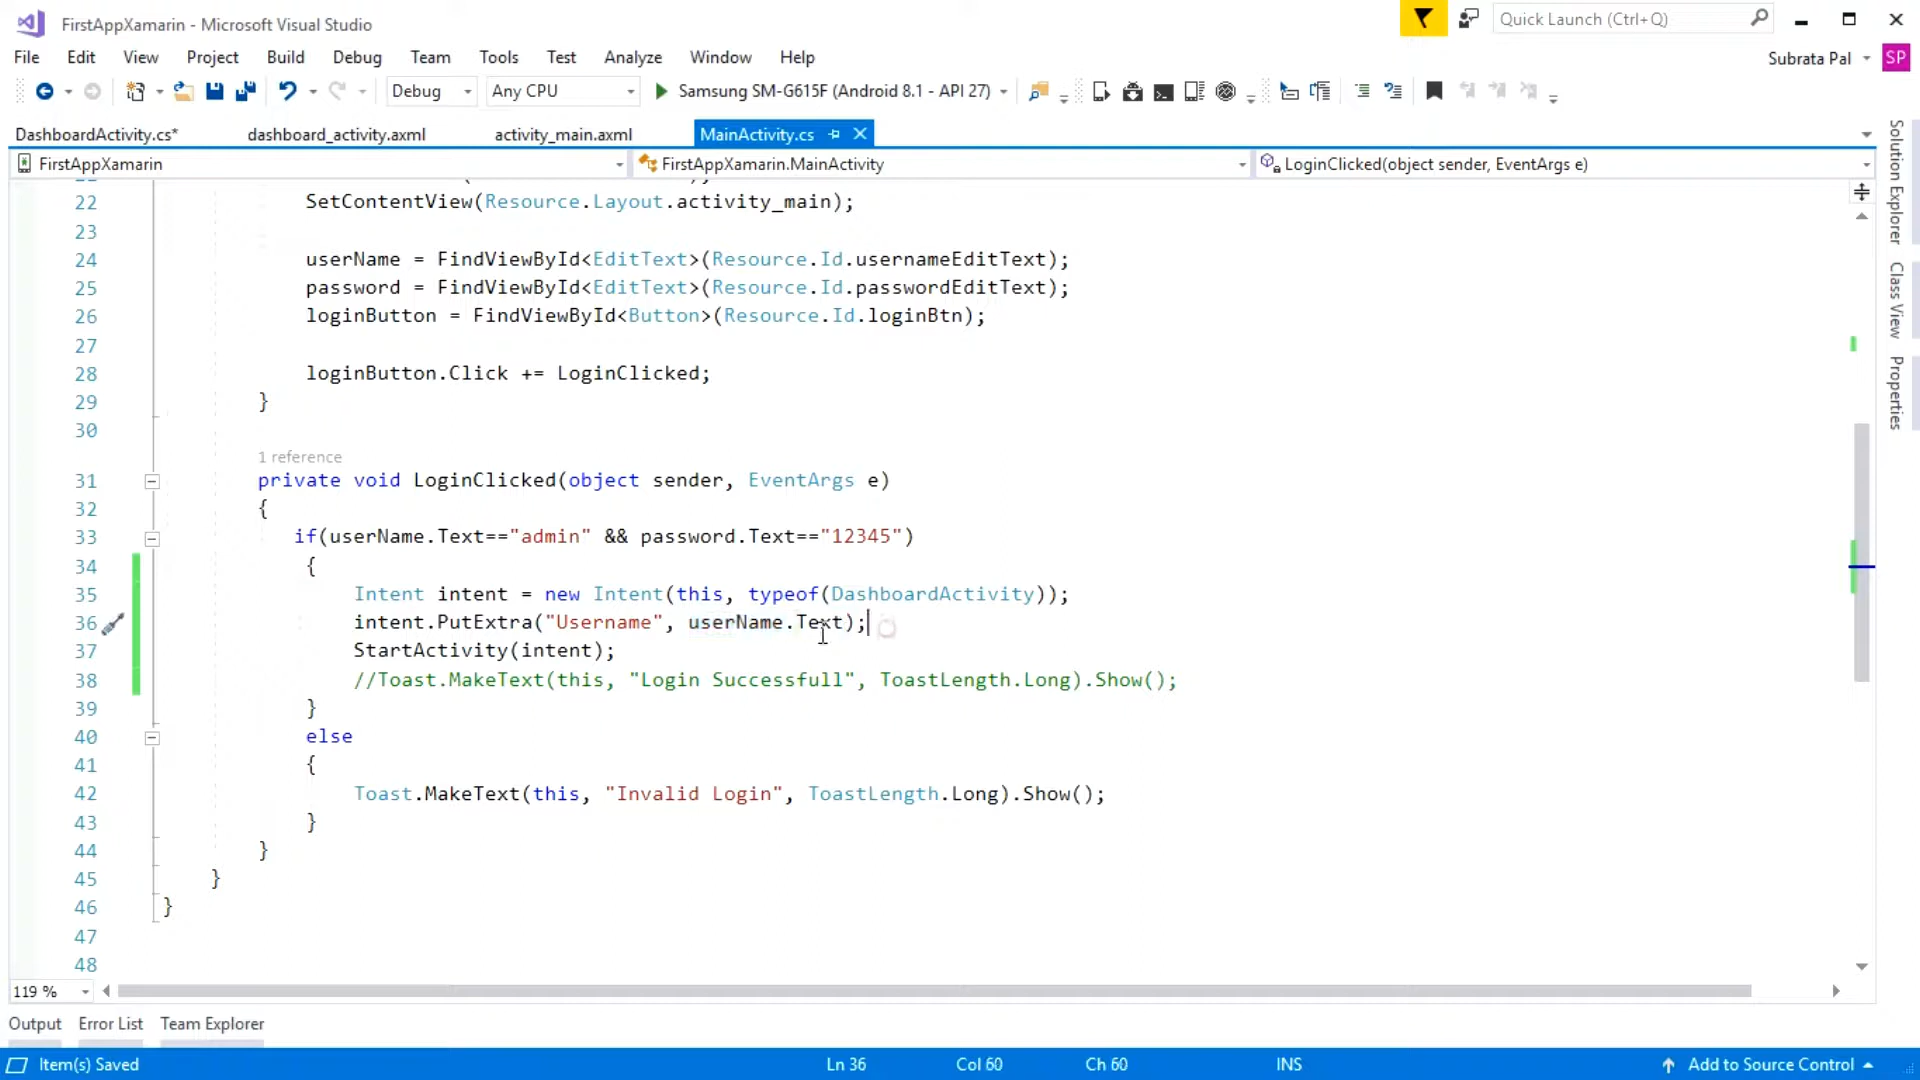 FirstAppXamarin - Microsoft Visual Studio
Quick Launch (Ctrl+Q)
File Edit View Project Build Debug Team Tools Test Analyze Window Help
Subrata Pal SP
Debug Any CPU Samsung SM-G615F (Android 8.1 - API 27)
DashboardActivity.cs* dashboard_activity.axml activity_main.axml MainActivity.cs
FirstAppXamarin FirstAppXamarin.MainActivity LoginClicked(object sender, EventArgs e)
22 SetContentView(Resource.Layout.activity_main);
23
24 userName = FindViewById<EditText>(Resource.Id.usernameEditText);
25 password = FindViewById<EditText>(Resource.Id.passwordEditText);
26 loginButton = FindViewById<Button>(Resource.Id.loginBtn);
27
28 loginButton.Click += LoginClicked;
29 }
30
1 reference
31 private void LoginClicked(object sender, EventArgs e)
32 {
33 if(userName.Text=="admin" && password.Text=="12345")
34 {
35 Intent intent = new Intent(this, typeof(DashboardActivity));
36 intent.PutExtra("Username", userName.Text);
37 StartActivity(intent);
38 //Toast.MakeText(this, "Login Successfull", ToastLength.Long).Show();
39 }
40 else
41 {
42 Toast.MakeText(this, "Invalid Login", ToastLength.Long).Show();
43 }
44 }
45 }
46 }
47
48
119 %
Output Error List Team Explorer
Item(s) Saved Ln 36 Col 60 Ch 60 INS Add to Source Control
Solution Explorer
Class View
Properties